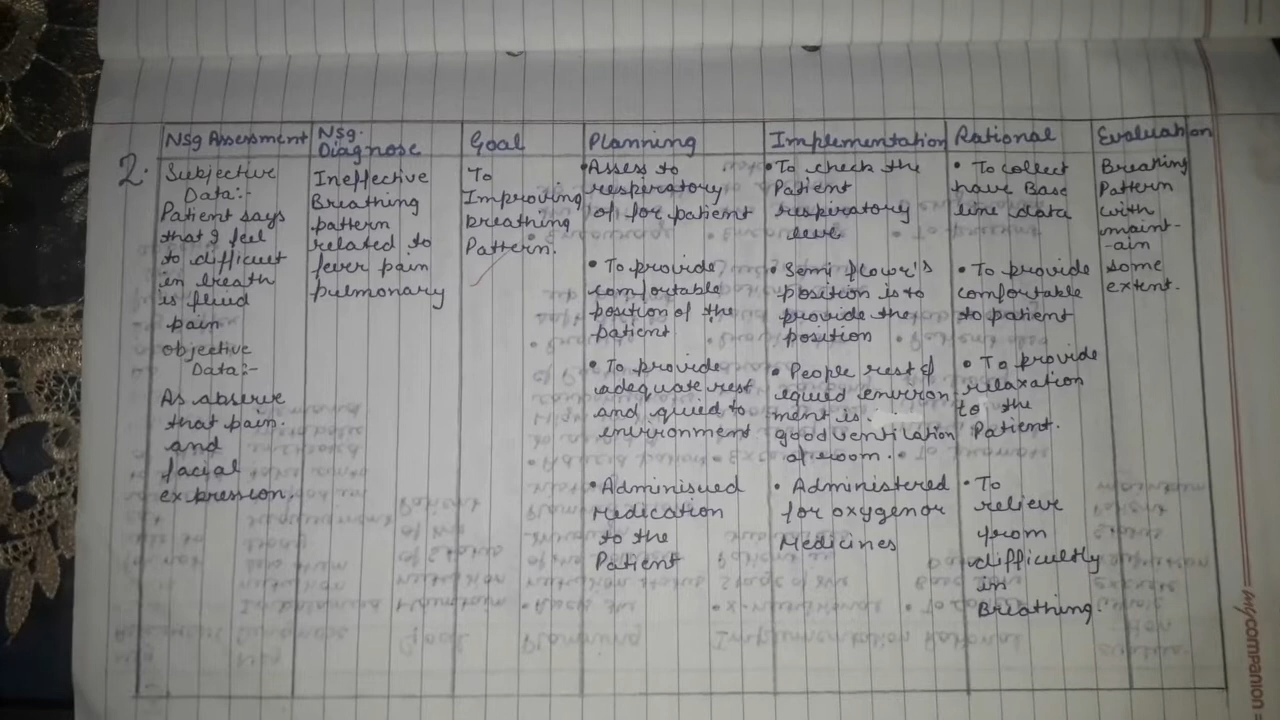 Nsg Assessment
Nsg.
Diagnose
Goal
Planning
Implementation
Rational
Evaluation
2.
Subjective
Data:-
Patient says
that I feel
to difficult
in breath
is fluid
pain
objective
Data:-
As observe
that pain.
and
facial
expression.
Ineffective
Breathing
pattern
related to
fever pain
pulmonary
To
Improving
breathing
Pattern.
• Assess to
respiratory
of for patient
• To provide
comfortable
position of the
patient
• To provide
adequate rest
and quied to
environment
• Adminisued
Medication
to the
Patient
• To check the
Patient
respiratory
leve
• Semi flower's
position is to
provide the
position
• People rest &
equied environ
ment is.
good ventilation
of room.
• Administered
for oxygen or
Medicines
• To collect
have Base
line data
• To provide
comfortable
to patient
• To provide
relaxation
to the
Patient.
• To
relieve
from
difficultly
in
Breathing.
Breathing
Pattern
with
maint-
-ain
some
extent.
my companion